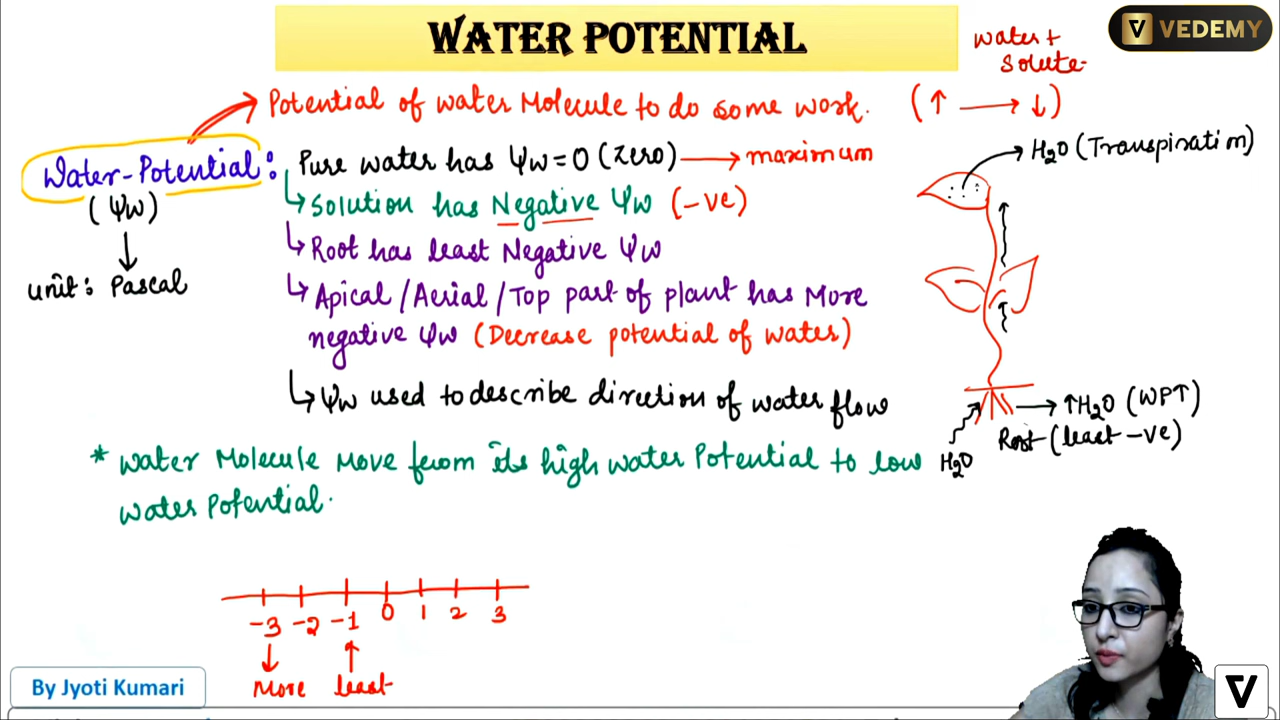 WATER POTENTIAL
VEDEMY
water +
Solute-
Potential of water Molecule to do some work. (↑ → ↓)
Water-Potential:
(Ψw)
unit: Pascal
Pure water has Ψw = 0 (Zero) → maximum
Solution has Negative Ψw (-ve)
Root has least Negative Ψw
Apical/Aerial/Top part of plant has More
negative Ψw (Decrease potential of water)
Ψw used to describe direction of water flow
* Water Molecule Move from its high water Potential to low
water Potential.
H₂O (Transpiration)
→ ↑H₂O (WP↑)
Root (least -ve)
H₂O
-3 -2 -1 0 1 2 3
More least
By Jyoti Kumari